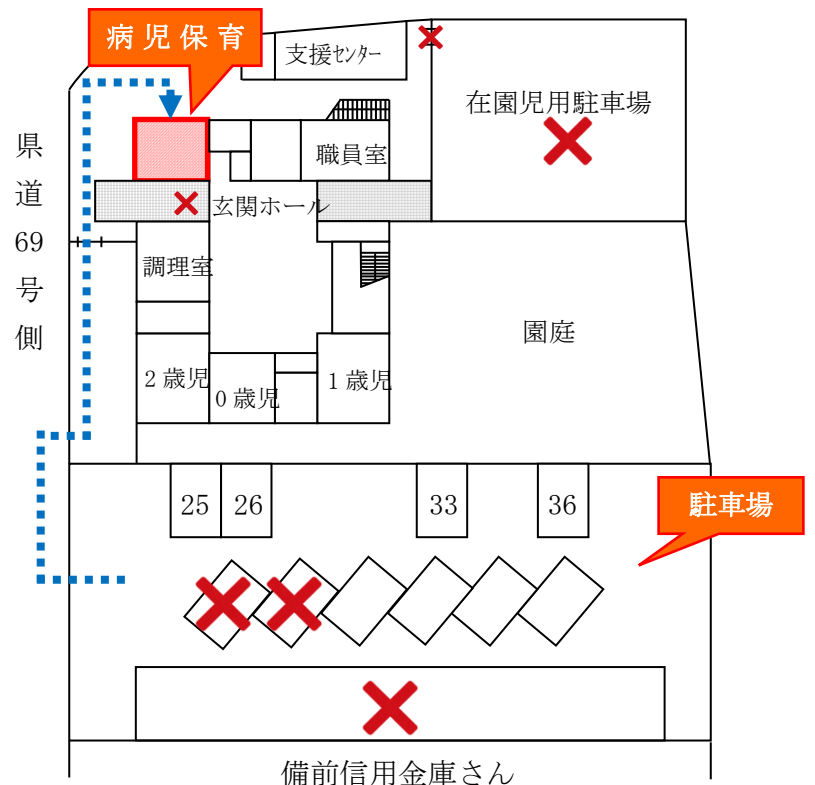 病児保育
支援センター
在園児用駐車場
職員室
県道69号側
玄関ホール
調理室
園庭
2歳児
0歳児
1歳児
25
26
33
36
駐車場
備前信用金庫さん